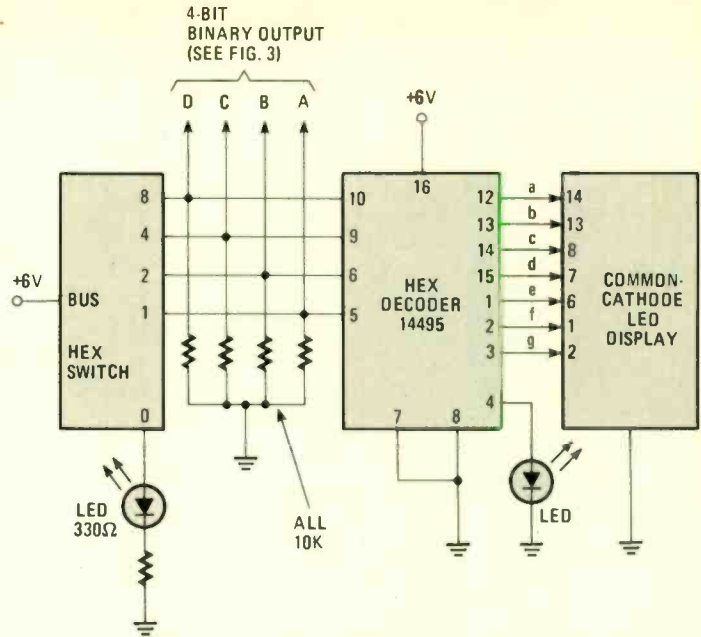 4-BIT
BINARY OUTPUT
(SEE FIG. 3)
D C B A
+6V
16
8
4
2
1
+6V
BUS
HEX
SWITCH
0
LED
330Ω
ALL
10K
10
9
6
5
HEX
DECODER
14495
7 8
12 a 14
13 b 13
14 c 8
15 d 7
1 e 6
2 f 1
3 g 2
4
LED
COMMON-
CATHODE
LED
DISPLAY